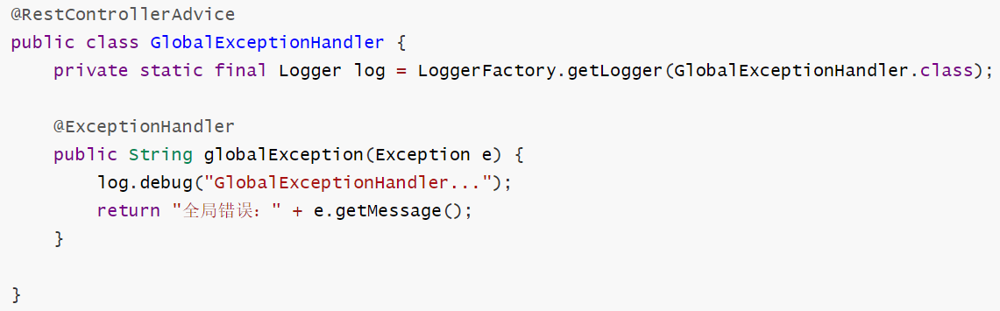 @RestControllerAdvice
public class GlobalExceptionHandler {
    private static final Logger log = LoggerFactory.getLogger(GlobalExceptionHandler.class);
    @ExceptionHandler
    public String globalException(Exception e) {
        log.debug("GlobalExceptionHandler...");
        return "全局错误：" + e.getMessage();
    }
}